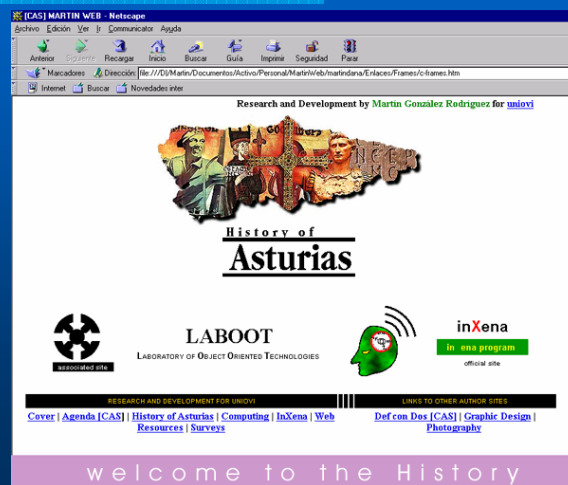 [CAS] MARTIN WEB - Netscape
Archivo Edición Ver Ir Communicator Ayuda
Anterior Siguiente Recargar Inicio Buscar Guía Imprimir Seguridad Parar
Marcadores Dirección: file:///D|/Martin/Documentos/Activo/Personal/MartinWeb/martindana/Enlaces/Frames/c-frames.htm
Internet Buscar Novedades inter
Research and Development by Martin González Rodríguez for uniovi
History of
Asturias
LABOOT
LABORATORY OF OBJECT ORIENTED TECHNOLOGIES
associated site
inXena
in ena program
official site
RESEARCH AND DEVELOPMENT FOR UNIOVI
LINKS TO OTHER AUTHOR SITES
Cover | Agenda [CAS] | History of Asturias | Computing | InXena | Web
Resources | Surveys
Def con Dos [CAS] | Graphic Design |
Photography
welcome to the History